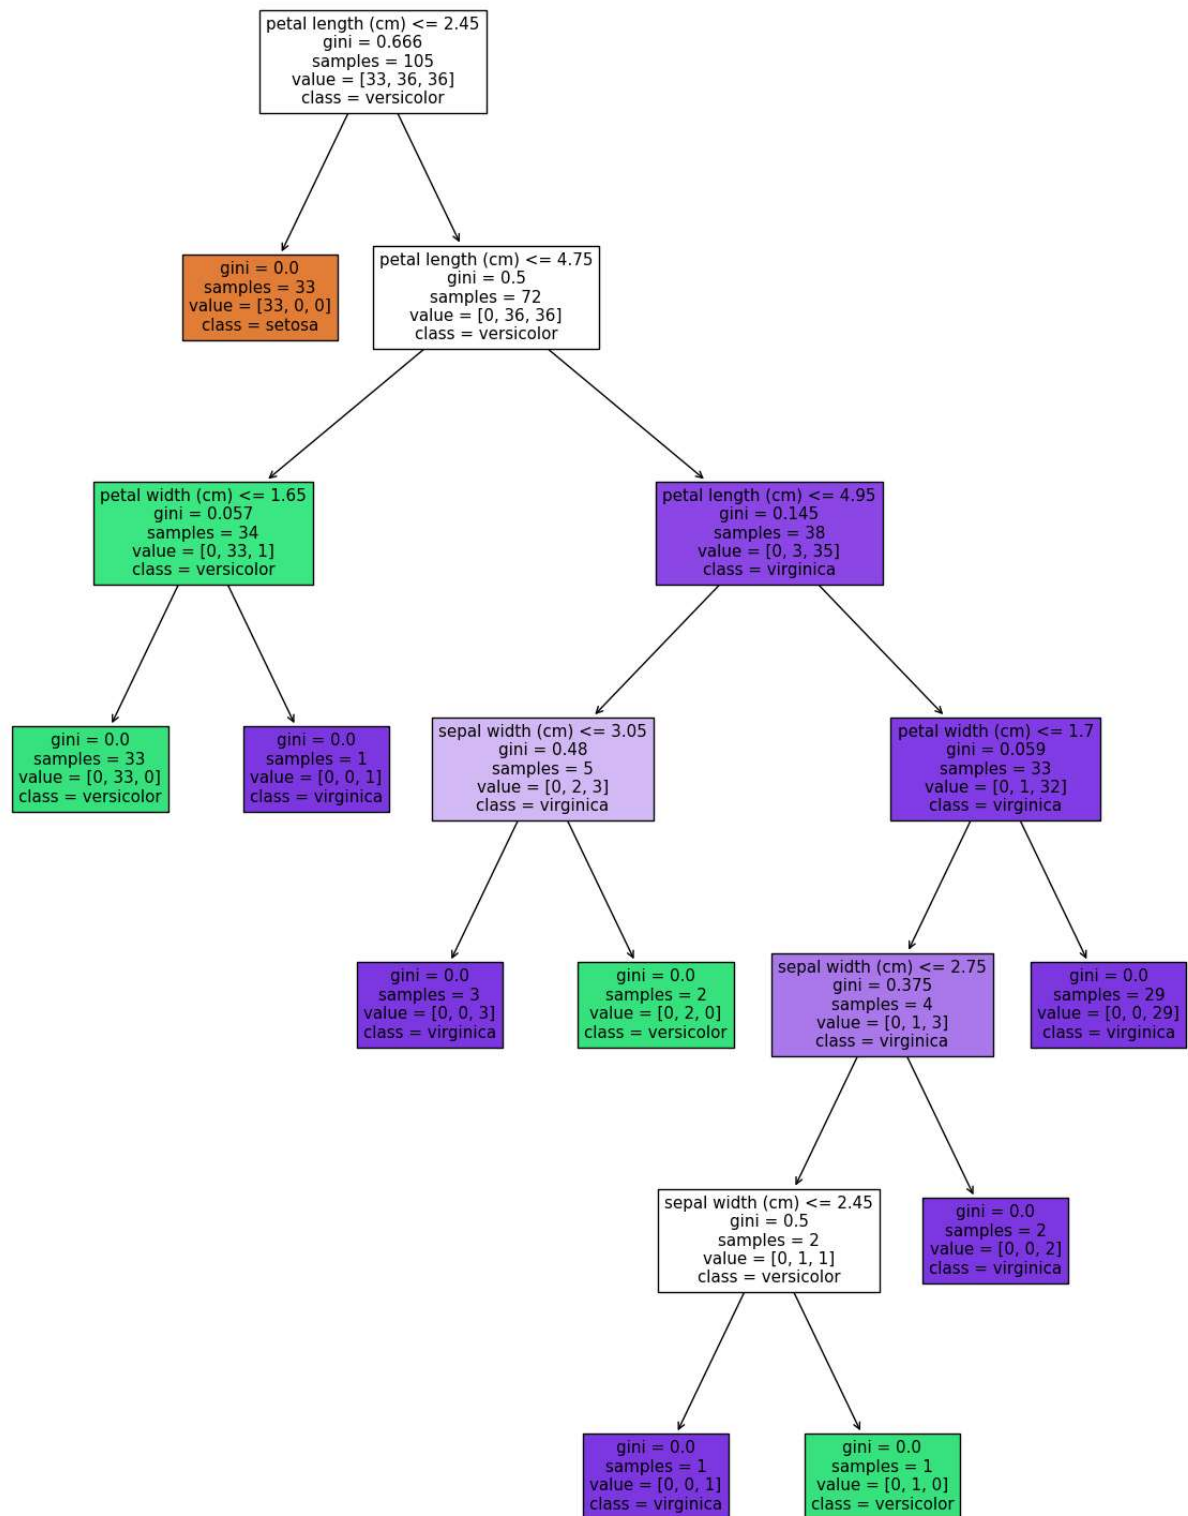 petal length (cm) <= 2.45
gini = 0.666
samples = 105
value = [33, 36, 36]
class = versicolor
gini = 0.0
samples = 33
value = [33, 0, 0]
class = setosa
petal length (cm) <= 4.75
gini = 0.5
samples = 72
value = [0, 36, 36]
class = versicolor
petal width (cm) <= 1.65
gini = 0.057
samples = 34
value = [0, 33, 1]
class = versicolor
petal length (cm) <= 4.95
gini = 0.145
samples = 38
value = [0, 3, 35]
class = virginica
gini = 0.0
samples = 33
value = [0, 33, 0]
class = versicolor
gini = 0.0
samples = 1
value = [0, 0, 1]
class = virginica
sepal width (cm) <= 3.05
gini = 0.48
samples = 5
value = [0, 2, 3]
class = virginica
petal width (cm) <= 1.7
gini = 0.059
samples = 33
value = [0, 1, 32]
class = virginica
gini = 0.0
samples = 3
value = [0, 0, 3]
class = virginica
gini = 0.0
samples = 2
value = [0, 2, 0]
class = versicolor
sepal width (cm) <= 2.75
gini = 0.375
samples = 4
value = [0, 1, 3]
class = virginica
gini = 0.0
samples = 29
value = [0, 0, 29]
class = virginica
sepal width (cm) <= 2.45
gini = 0.5
samples = 2
value = [0, 1, 1]
class = versicolor
gini = 0.0
samples = 2
value = [0, 0, 2]
class = virginica
gini = 0.0
samples = 1
value = [0, 0, 1]
class = virginica
gini = 0.0
samples = 1
value = [0, 1, 0]
class = versicolor